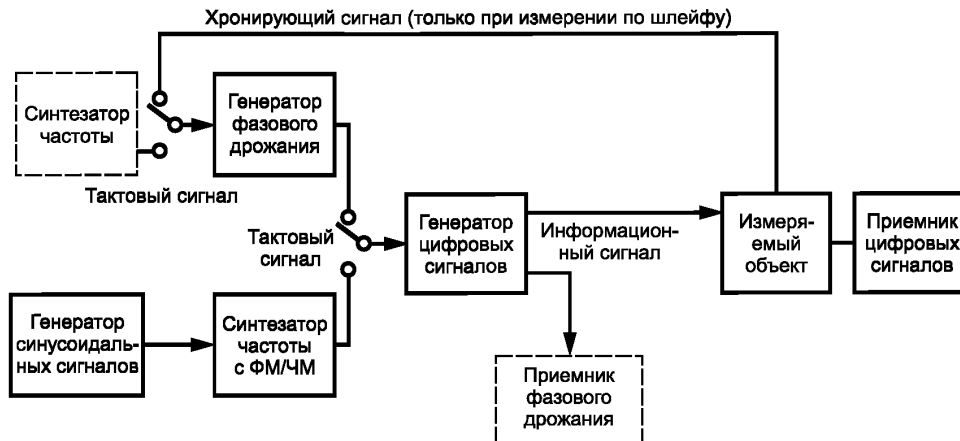 Хронирующий сигнал (только при измерении по шлейфу)
Синтезатор
частоты
Генератор
фазового
дрожания
Тактовый сигнал
Тактовый
сигнал
Генератор
цифровых
сигналов
Информацион-
ный сигнал
Измеря-
емый
объект
Приемник
цифровых
сигналов
Генератор
синусоидаль-
ных сигналов
Синтезатор
частоты
с ФМ/ЧМ
Приемник
фазового
дрожания